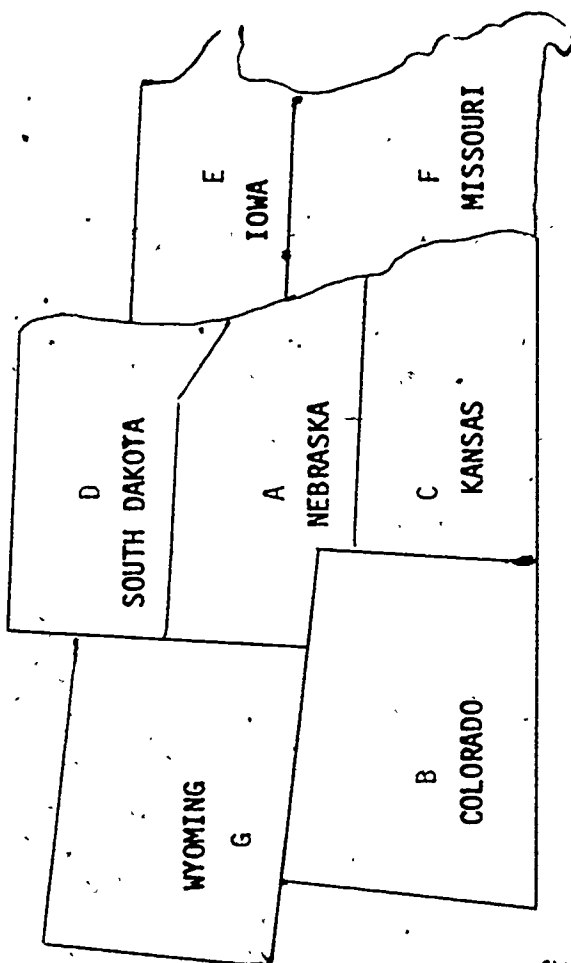 WYOMING
G
D
SOUTH DAKOTA
E
IOWA
A
NEBRASKA
B
COLORADO
C
KANSAS
F
MISSOURI